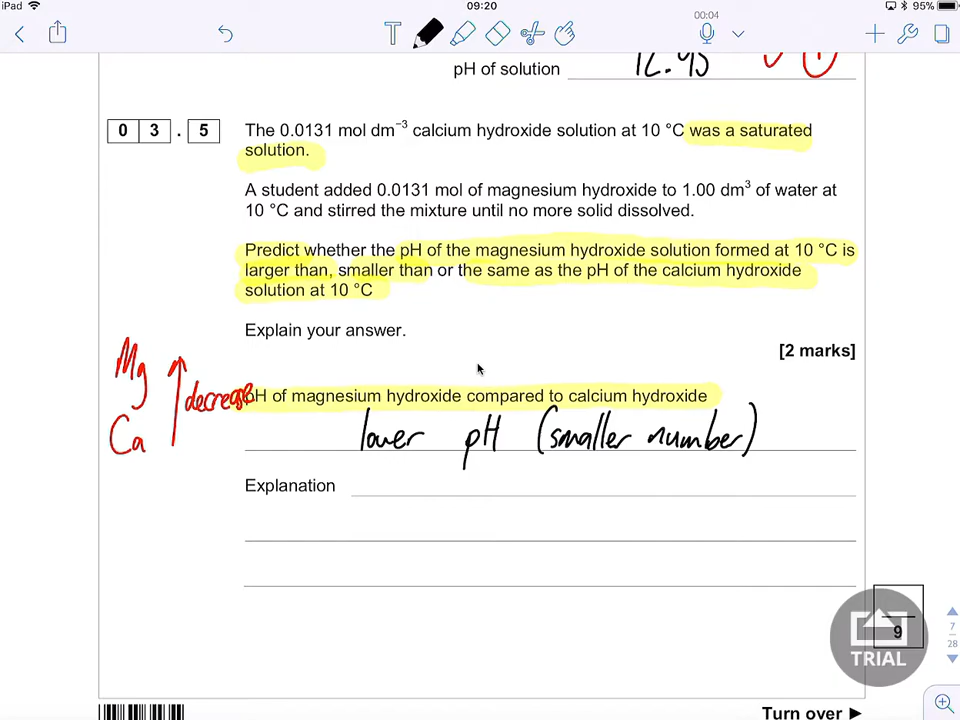 iPad 09:20 95%
00:04
T
pH of solution 12.95
0 3 . 5 The 0.0131 mol dm⁻³ calcium hydroxide solution at 10 °C was a saturated
solution.
A student added 0.0131 mol of magnesium hydroxide to 1.00 dm³ of water at
10 °C and stirred the mixture until no more solid dissolved.
Predict whether the pH of the magnesium hydroxide solution formed at 10 °C is
larger than, smaller than or the same as the pH of the calcium hydroxide
solution at 10 °C
Explain your answer.
[2 marks]
Mg
Ca
decrease
pH of magnesium hydroxide compared to calcium hydroxide
lower pH (smaller number)
Explanation
9
TRIAL
7
28
Turn over ►